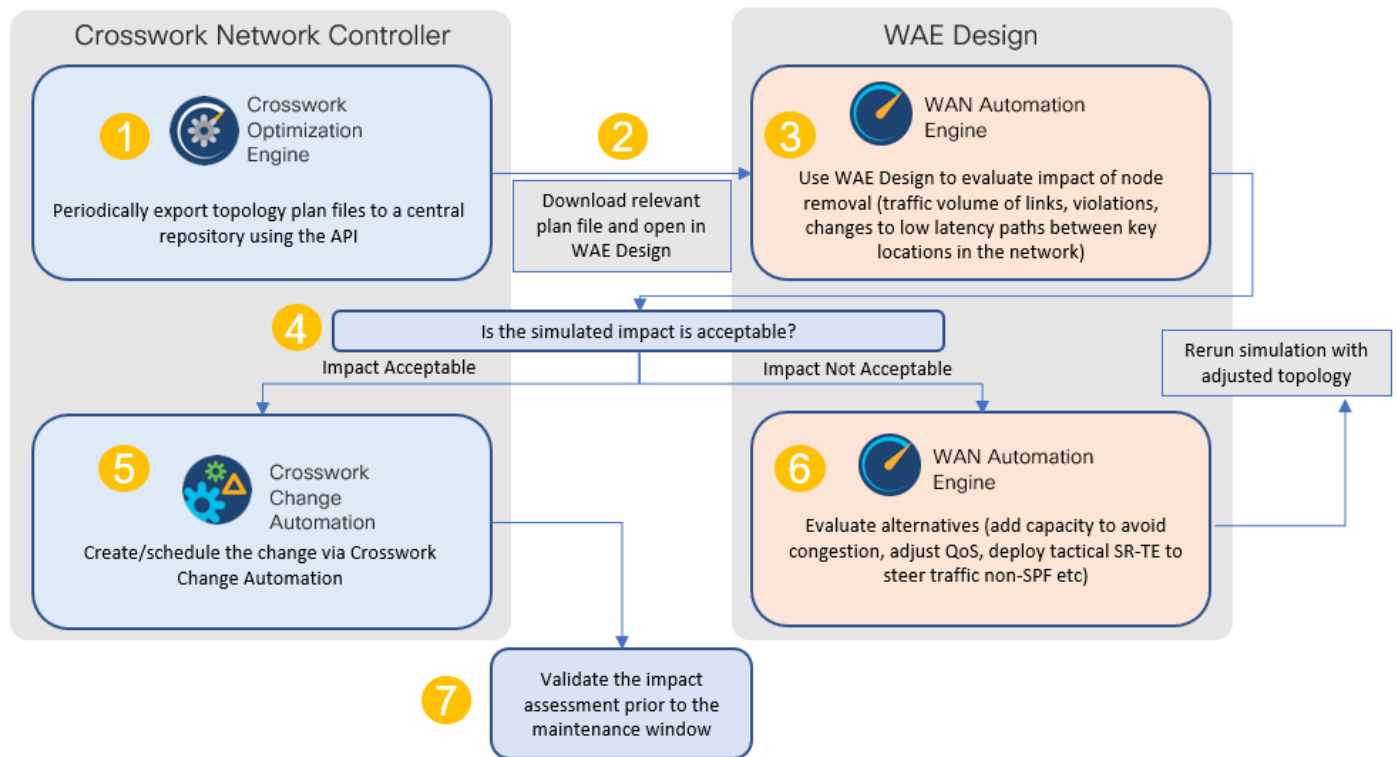 Crosswork Network Controller
WAE Design
1
Crosswork
Optimization
Engine
Periodically export topology plan files to a central
repository using the API
2
Download relevant
plan file and open in
WAE Design
3
WAN Automation
Engine
Use WAE Design to evaluate impact of node
removal (traffic volume of links, violations,
changes to low latency paths between key
locations in the network)
4
Is the simulated impact is acceptable?
Impact Acceptable
Impact Not Acceptable
Rerun simulation with
adjusted topology
5
Crosswork
Change
Automation
Create/schedule the change via Crosswork
Change Automation
6
WAN Automation
Engine
Evaluate alternatives (add capacity to avoid
congestion, adjust QoS, deploy tactical SR-TE to
steer traffic non-SPF etc)
7
Validate the impact
assessment prior to the
maintenance window